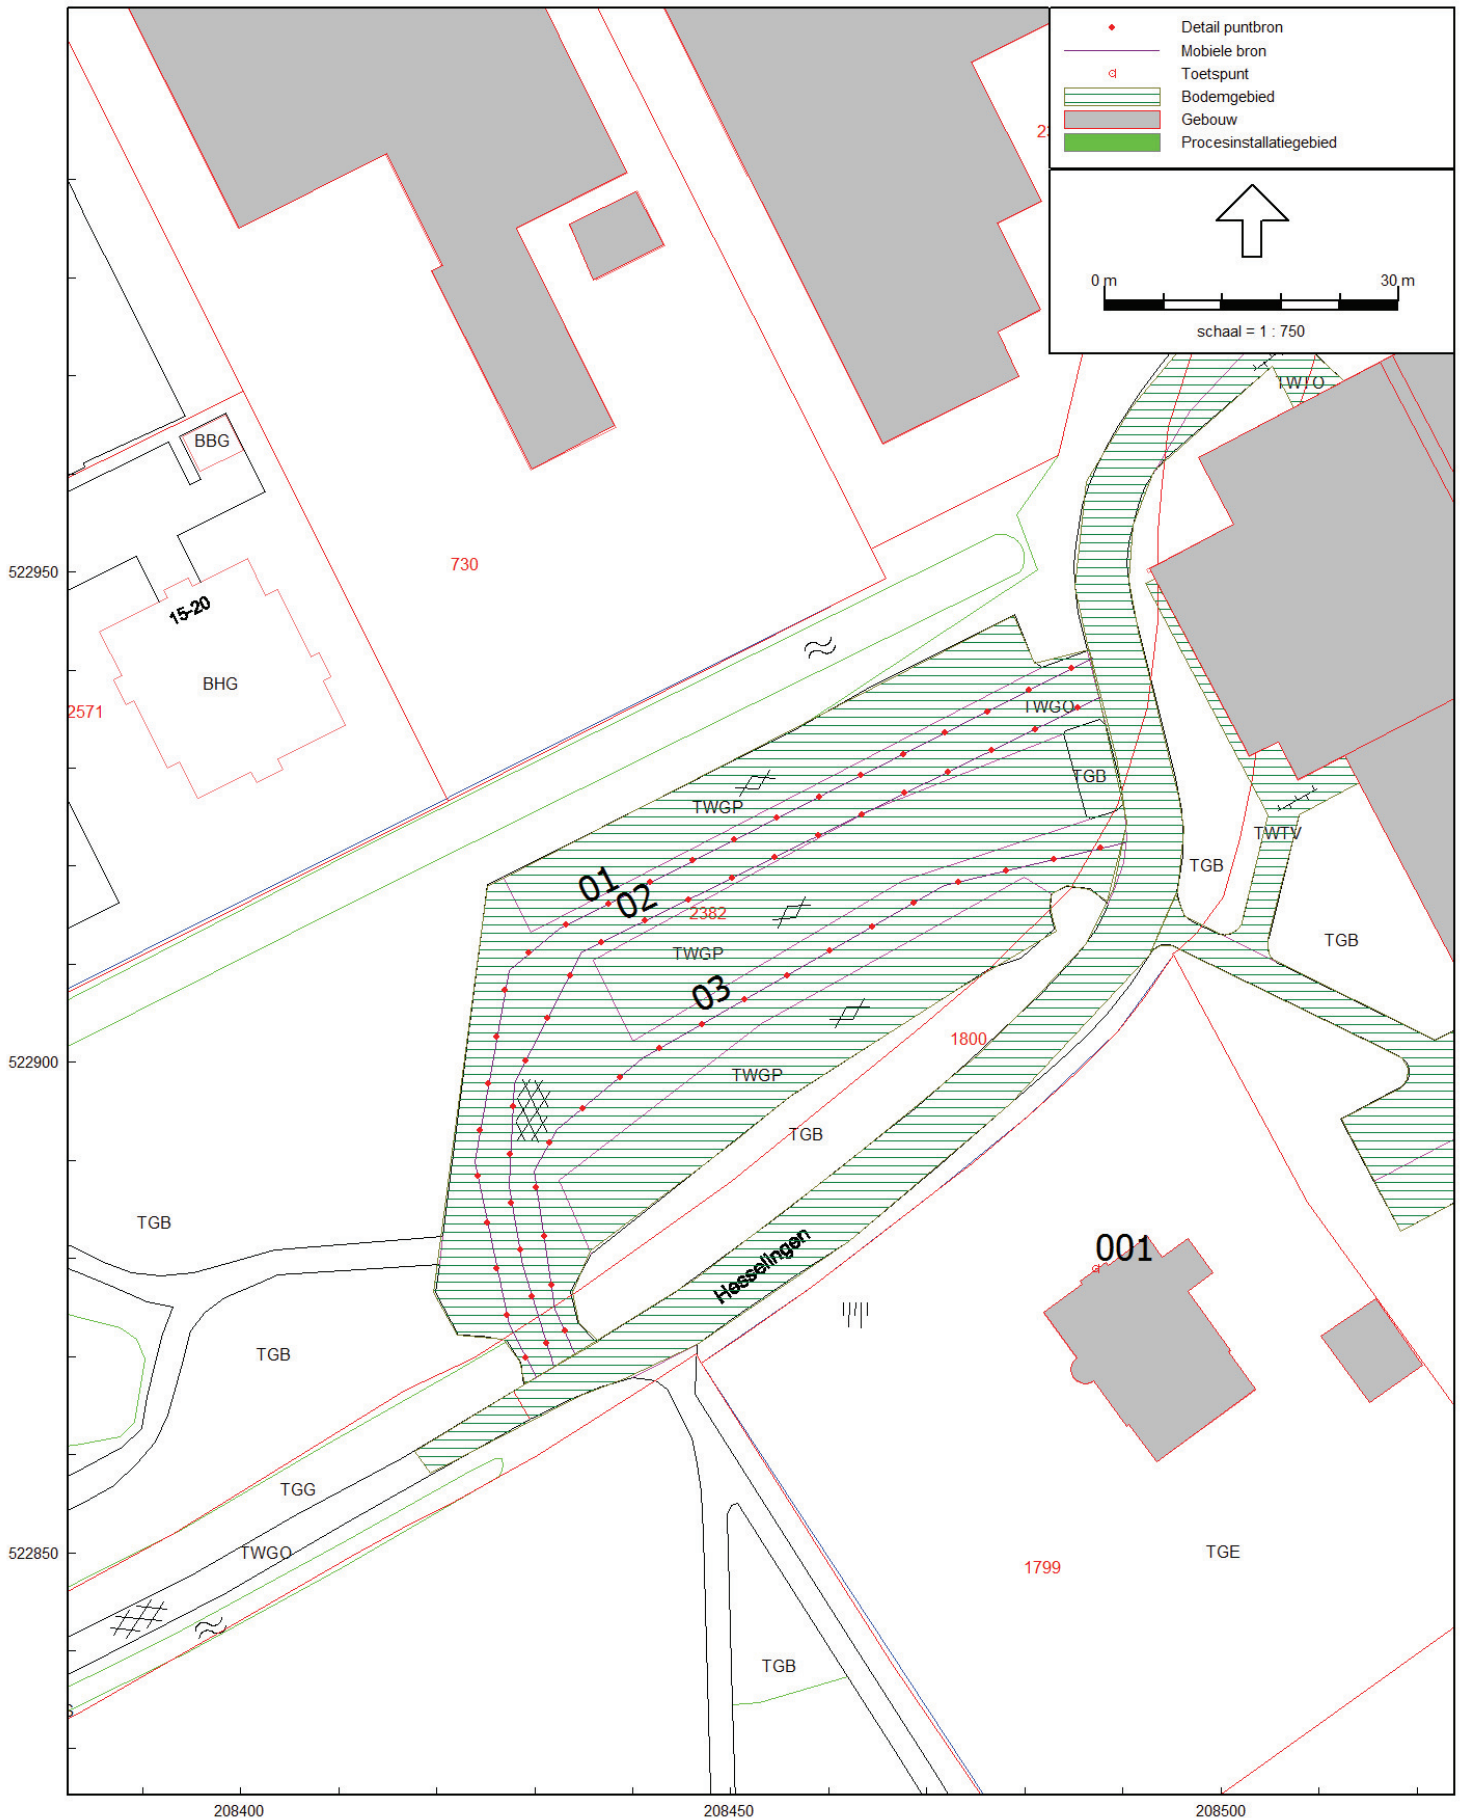 Detail puntbron
Mobiele bron
Toetspunt
Bodemgebied
Gebouw
Procesinstallatiegebied
0 m 30 m
schaal = 1 : 750
TWTO
BBG
522950
730
15-20
BHG
2571
TWGO
TGB
TWGP
TWTV
TGB
01
02
2382
TGB
TWGP
03
1800
522900
TWGP
TGB
TGB
001
Hesselingen
TGB
TGG
522850
TWGO
TGE
1799
TGB
208400 208450 208500